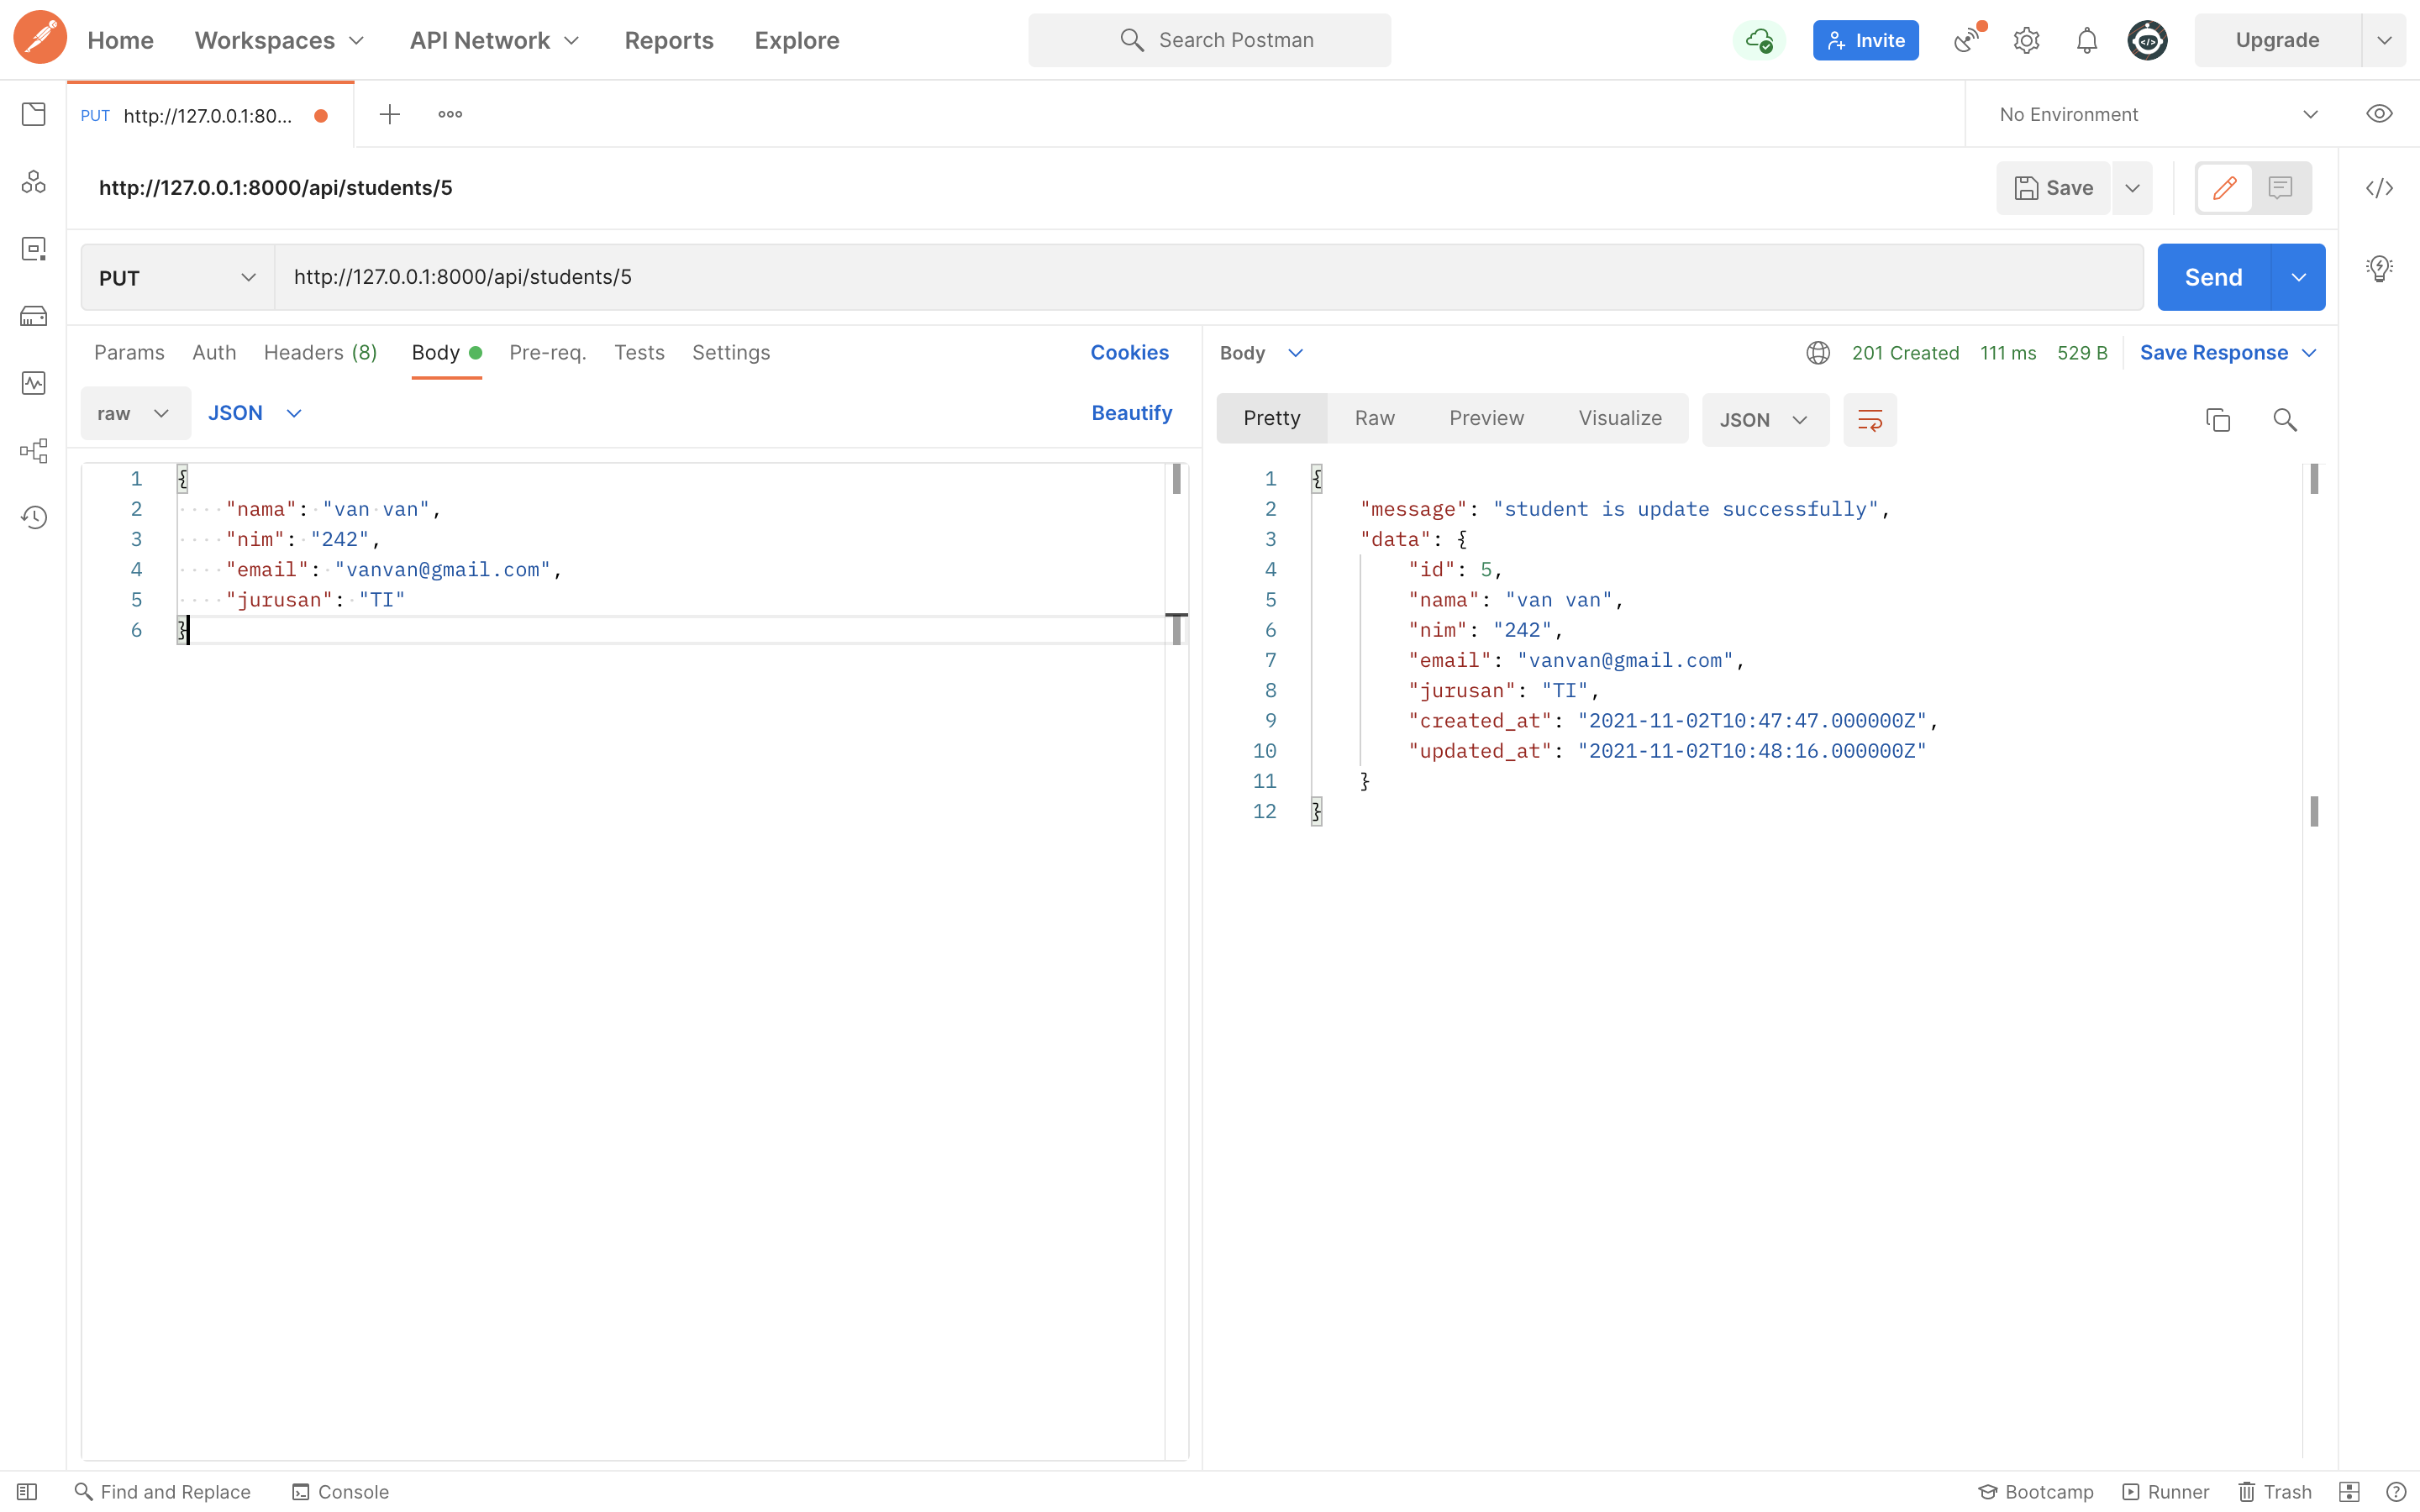 Home Workspaces API Network Reports Explore Search Postman Invite Upgrade
PUT http://127.0.0.1:80... No Environment
http://127.0.0.1:8000/api/students/5 Save
PUT http://127.0.0.1:8000/api/students/5 Send
Params Auth Headers (8) Body Pre-req. Tests Settings Cookies
raw JSON Beautify
1 {
2 "nama": "van van",
3 "nim": "242",
4 "email": "vanvan@gmail.com",
5 "jurusan": "TI"
6 }
Body 201 Created 111 ms 529 B Save Response
Pretty Raw Preview Visualize JSON
1 {
2 "message": "student is update successfully",
3 "data": {
4 "id": 5,
5 "nama": "van van",
6 "nim": "242",
7 "email": "vanvan@gmail.com",
8 "jurusan": "TI",
9 "created_at": "2021-11-02T10:47:47.000000Z",
10 "updated_at": "2021-11-02T10:48:16.000000Z"
11 }
12 }
Find and Replace Console Bootcamp Runner Trash